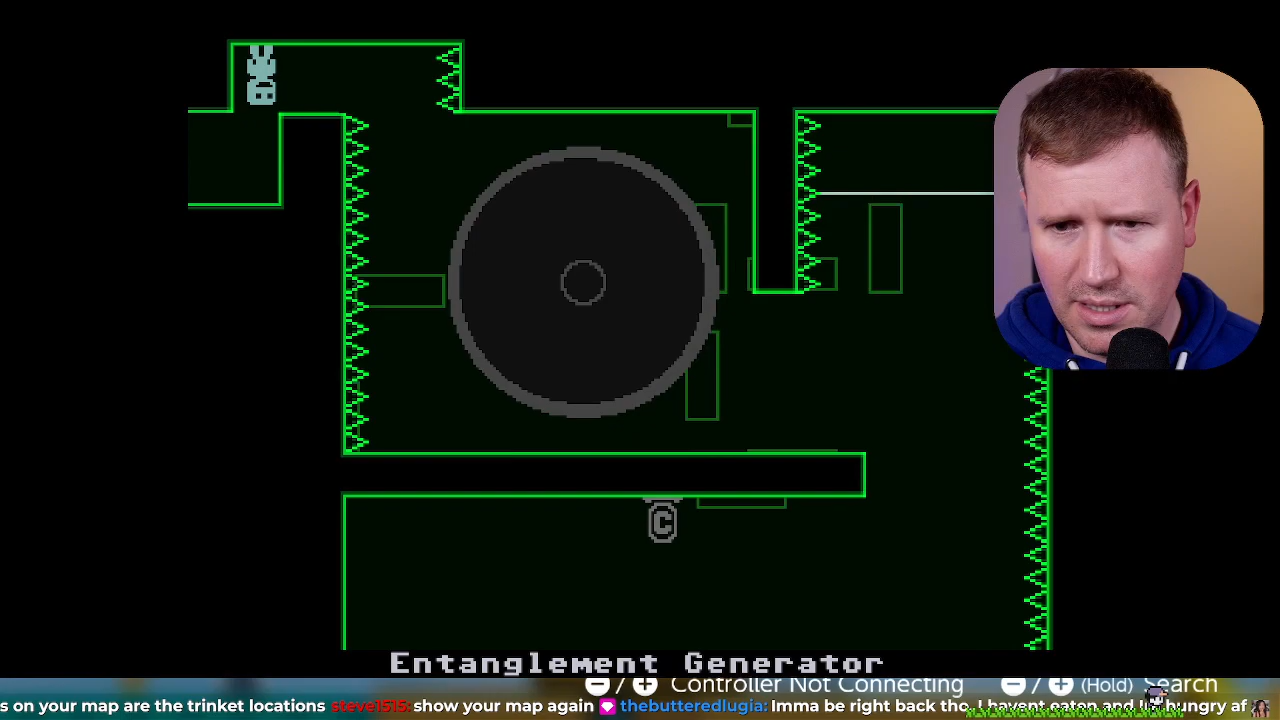 C
Entanglement Generator
−/+ Controller Not Connecting −/+ (Hold) Search
s on your map are the trinket locations steve1515: show your map again thebutteredlugia: Imma be right back tho, I havent eaten and I'm hungry af